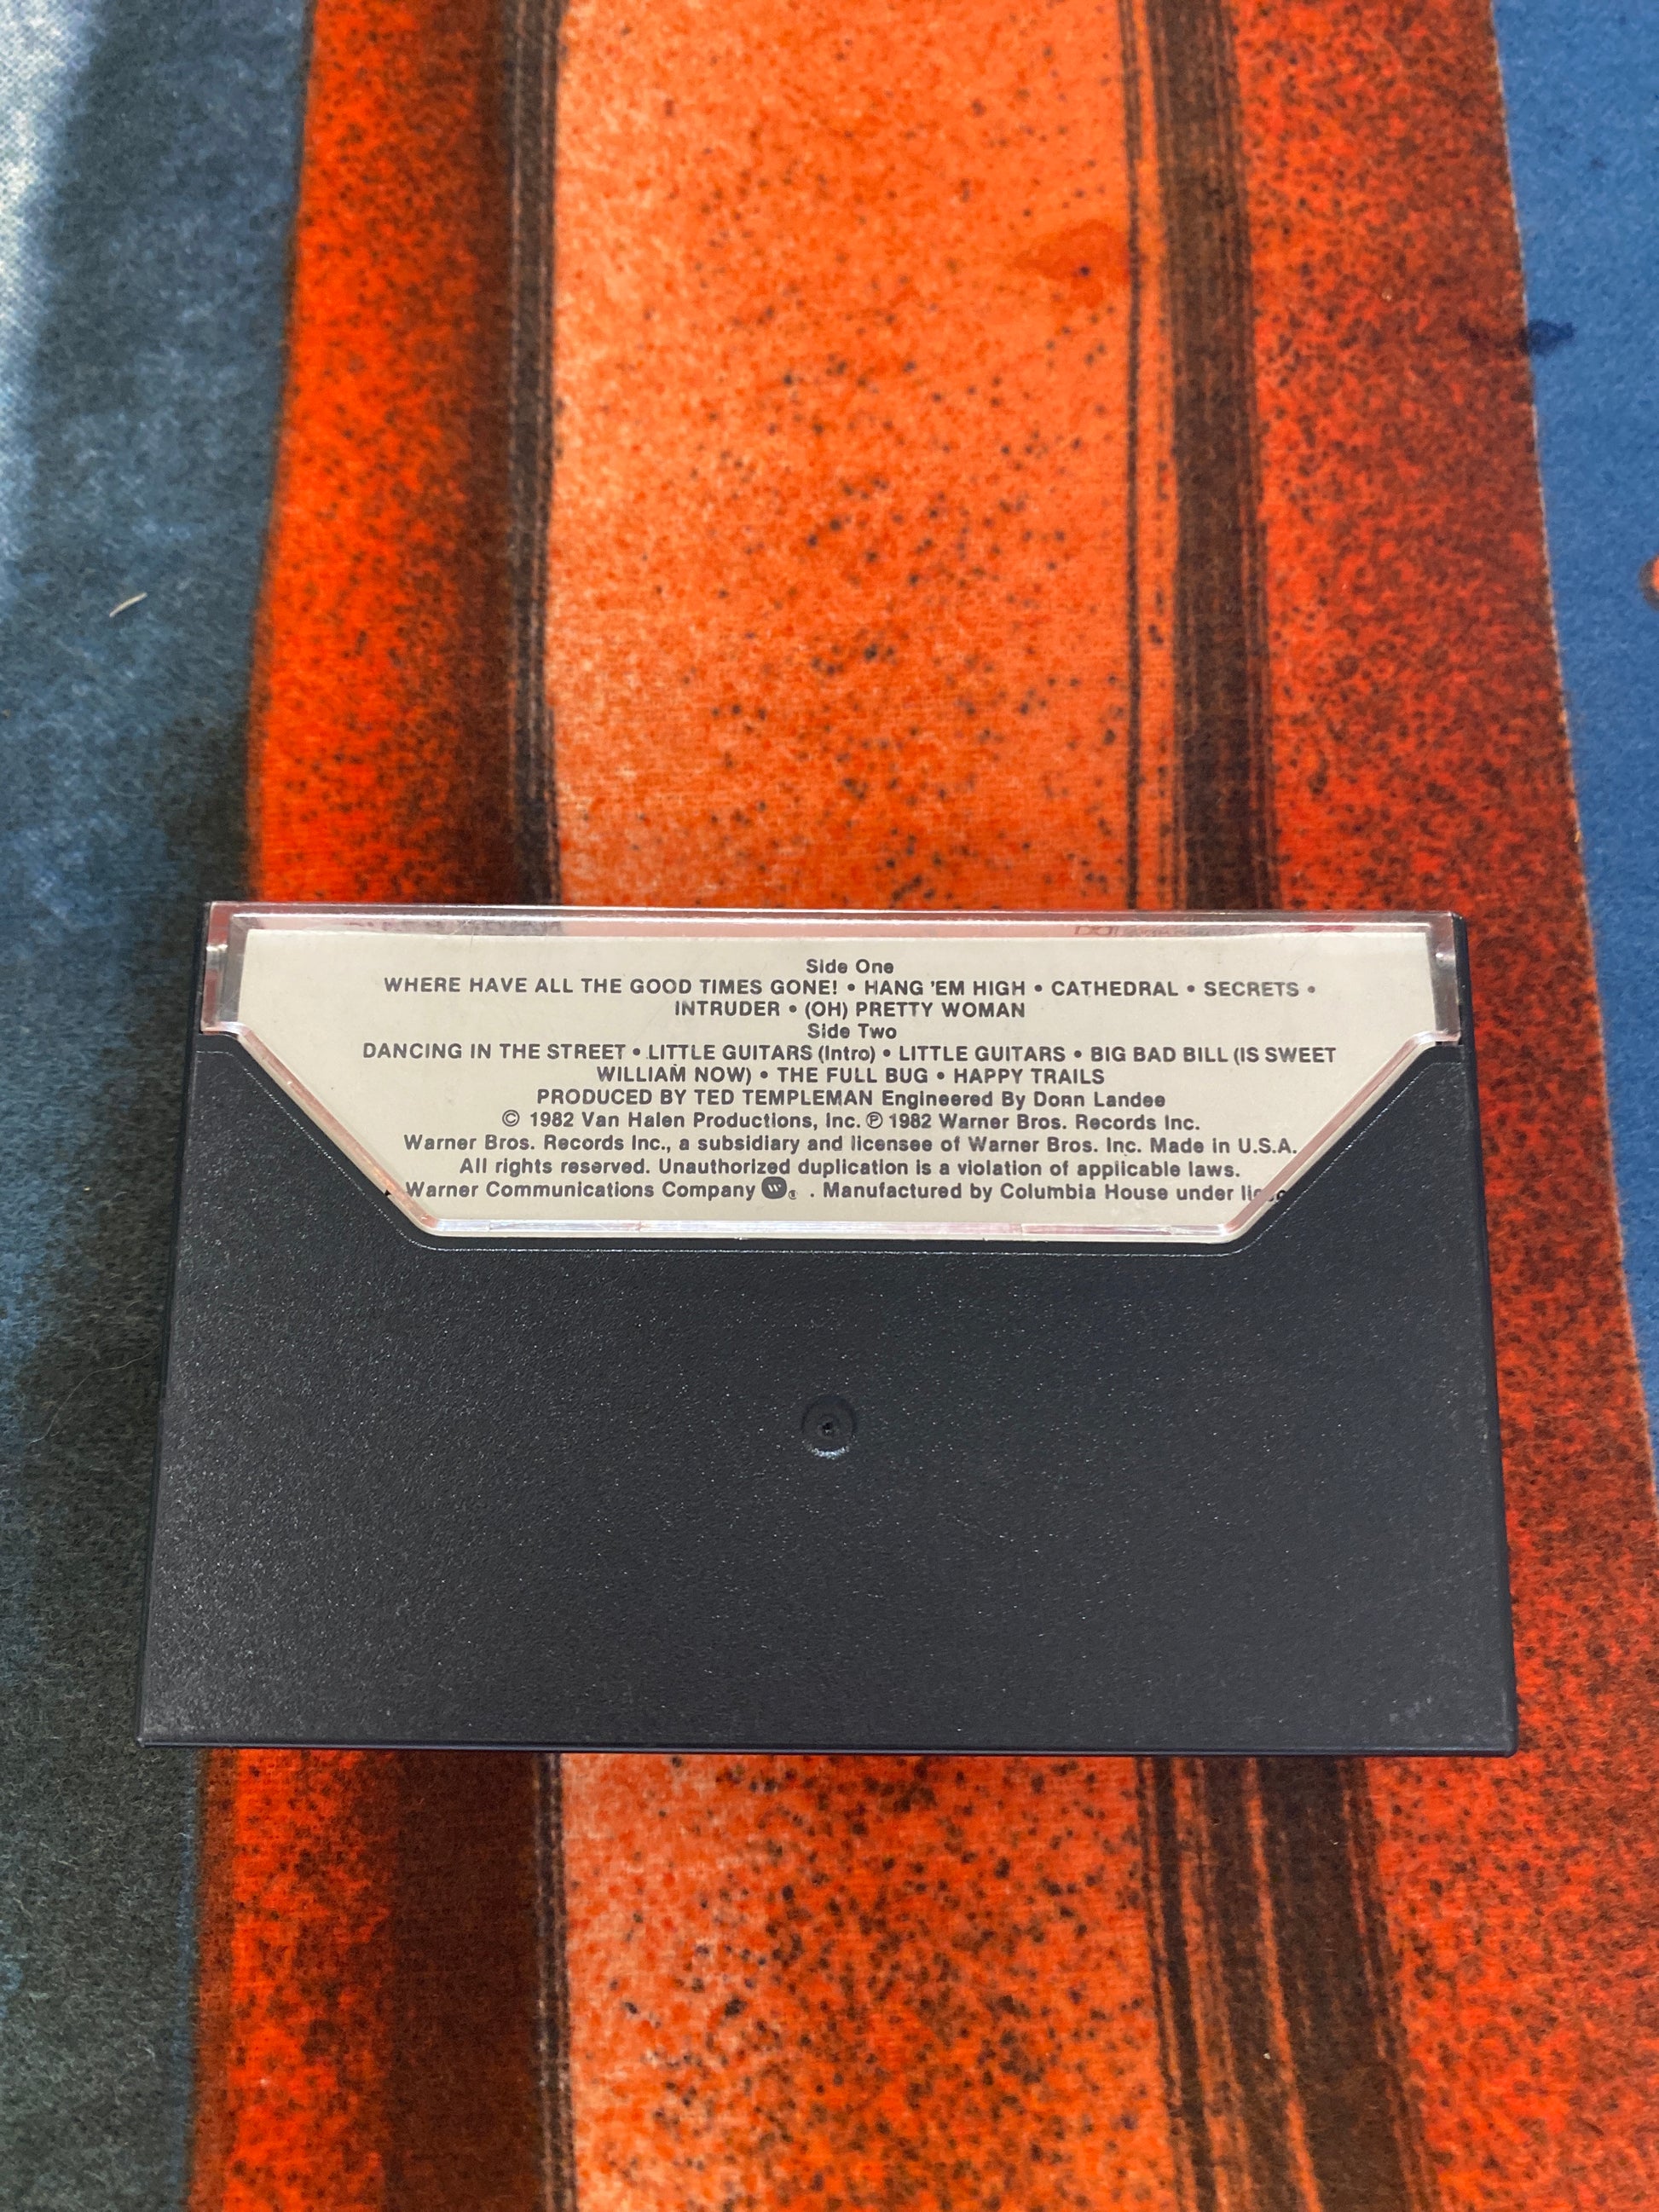 Side One
WHERE HAVE ALL THE GOOD TIMES GONE! • HANG 'EM HIGH • CATHEDRAL • SECRETS •
INTRUDER • (OH) PRETTY WOMAN
Side Two
DANCING IN THE STREET • LITTLE GUITARS (Intro) • LITTLE GUITARS • BIG BAD BILL (IS SWEET
WILLIAM NOW) • THE FULL BUG • HAPPY TRAILS
PRODUCED BY TED TEMPLEMAN Engineered By Donn Landee
© 1982 Van Halen Productions, Inc. ℗ 1982 Warner Bros. Records Inc.
Warner Bros. Records Inc., a subsidiary and licensee of Warner Bros. Inc. Made in U.S.A.
All rights reserved. Unauthorized duplication is a violation of applicable laws.
Warner Communications Company ® . Manufactured by Columbia House under